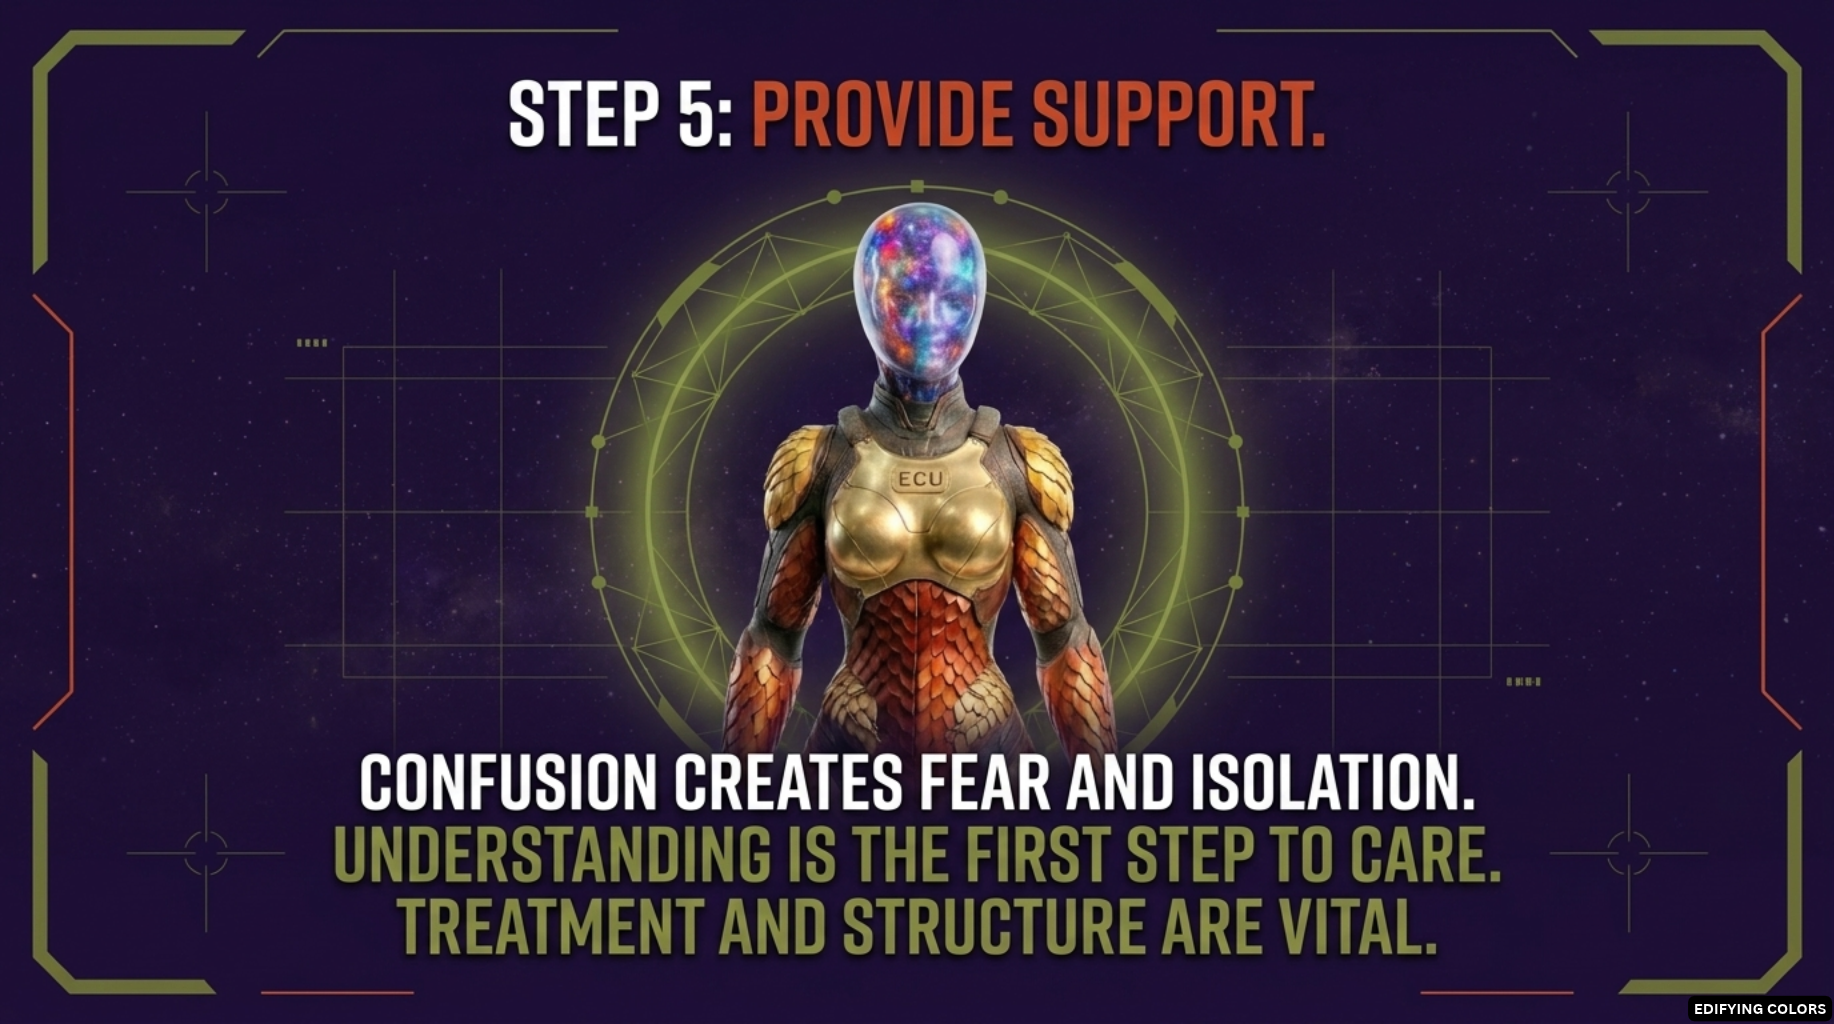 STEP 5: PROVIDE SUPPORT.
ECU
CONFUSION CREATES FEAR AND ISOLATION.
UNDERSTANDING IS THE FIRST STEP TO CARE.
TREATMENT AND STRUCTURE ARE VITAL.
EDIFYING COLORS